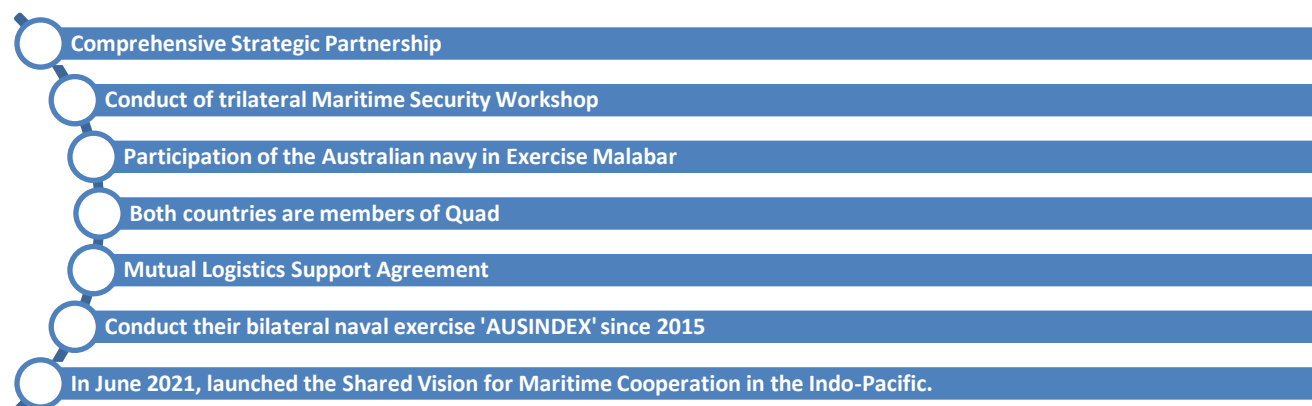 Comprehensive Strategic Partnership
Conduct of trilateral Maritime Security Workshop
Participation of the Australian navy in Exercise Malabar
Both countries are members of Quad
Mutual Logistics Support Agreement
Conduct their bilateral naval exercise 'AUSINDEX' since 2015
In June 2021, launched the Shared Vision for Maritime Cooperation in the Indo-Pacific.